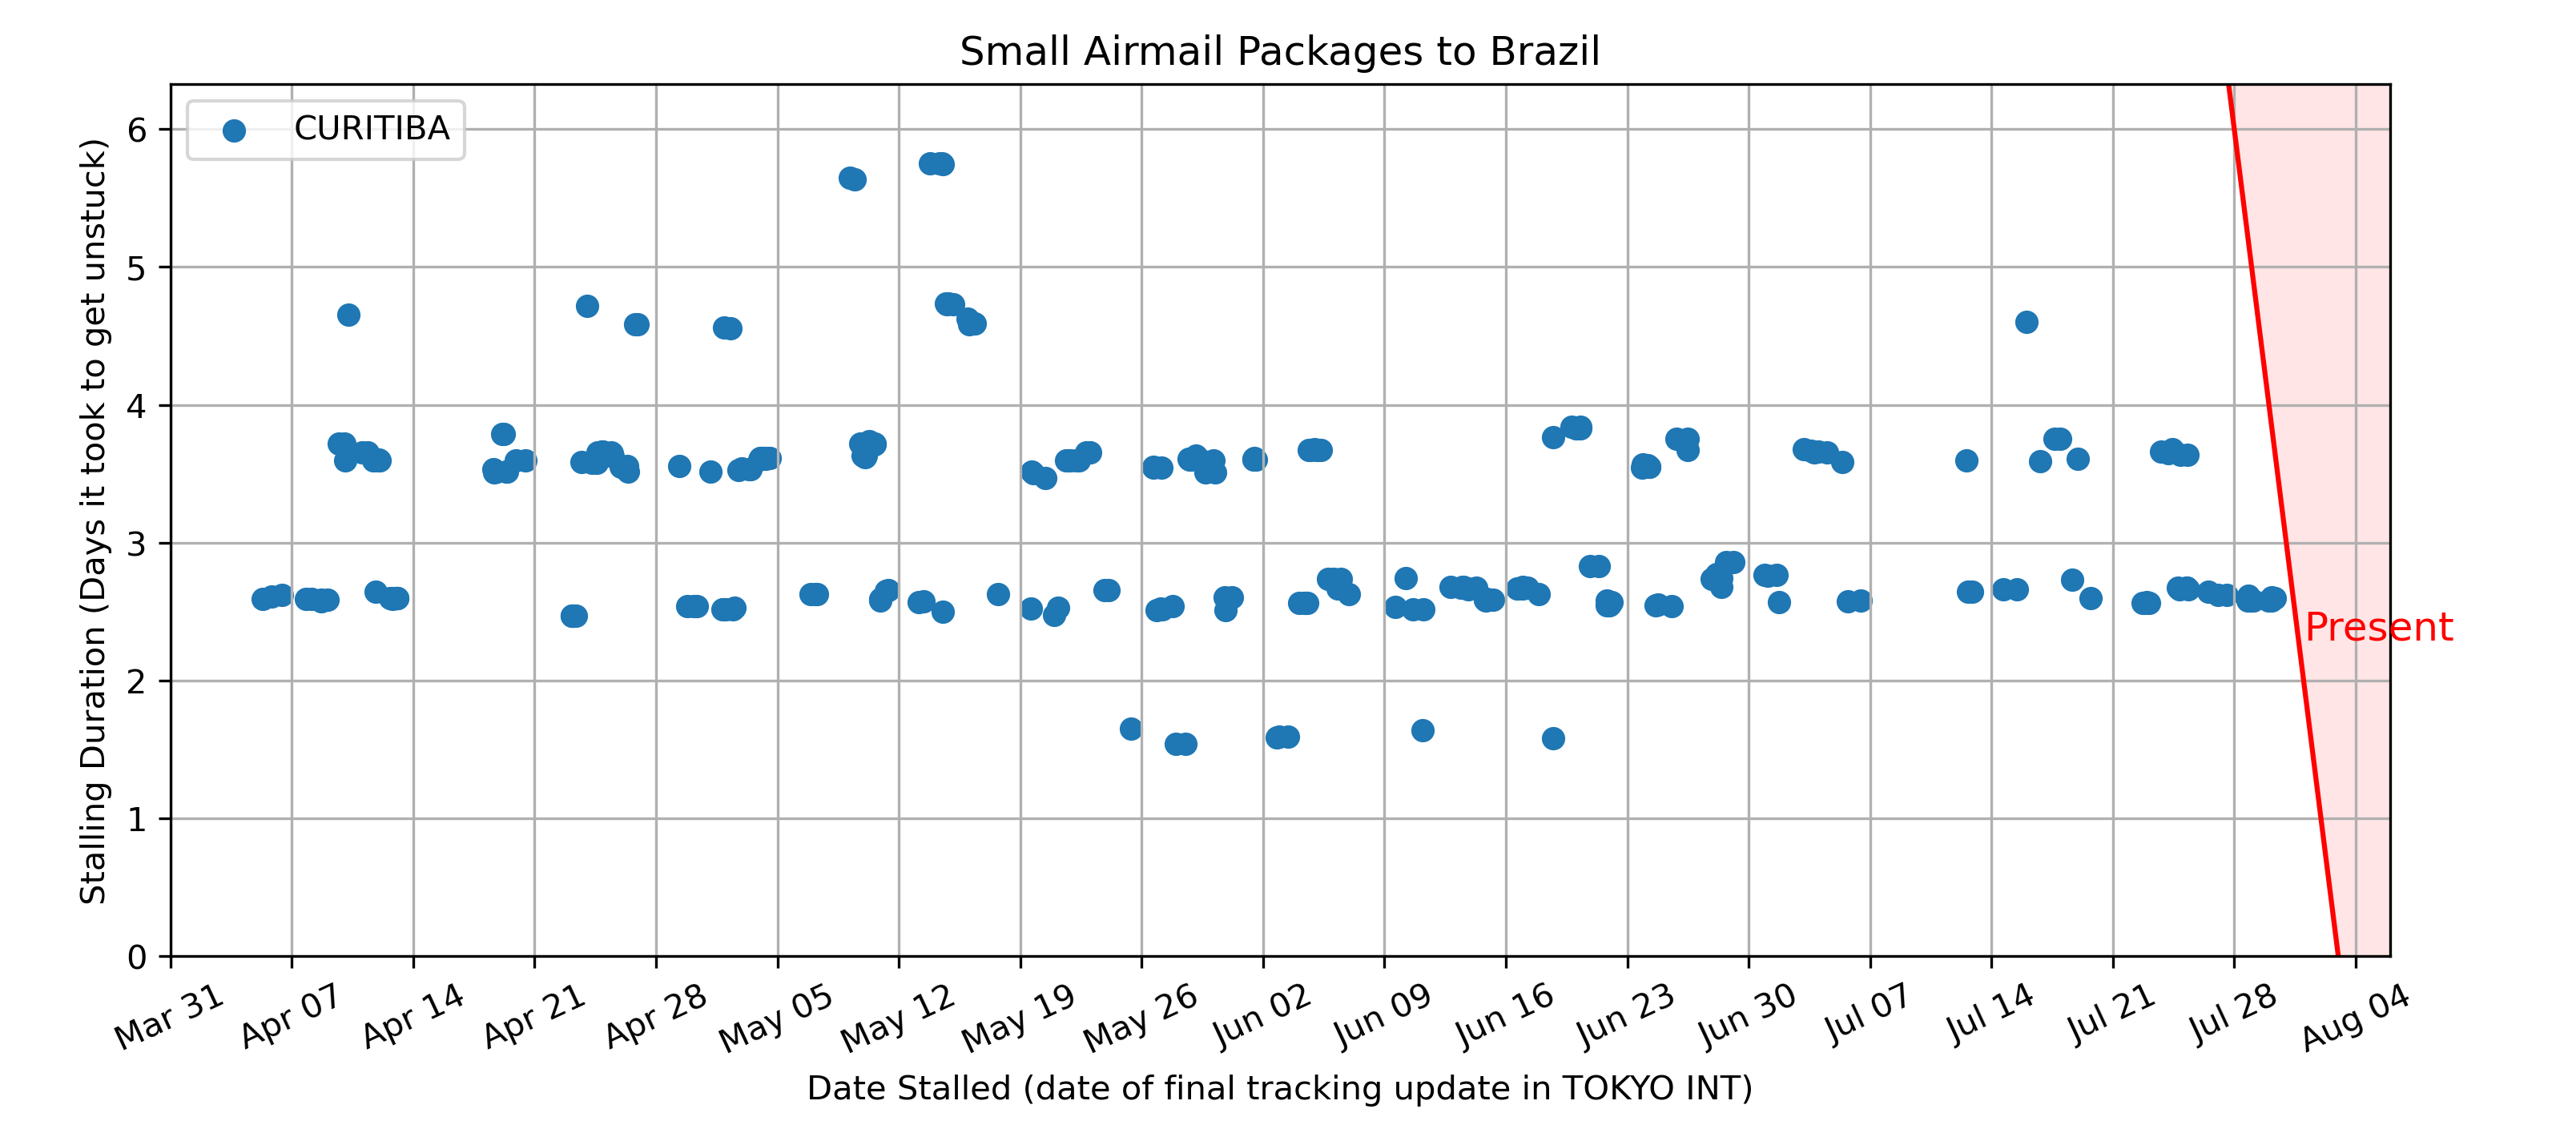 Small Airmail Packages to Brazil
CURITIBA
Stalling Duration (Days it took to get unstuck)
6
5
4
3
2
1
0
Present
Mar 31
Apr 07
Apr 14
Apr 21
Apr 28
May 05
May 12
May 19
May 26
Jun 02
Jun 09
Jun 16
Jun 23
Jun 30
Jul 07
Jul 14
Jul 21
Jul 28
Aug 04
Date Stalled (date of final tracking update in TOKYO INT)